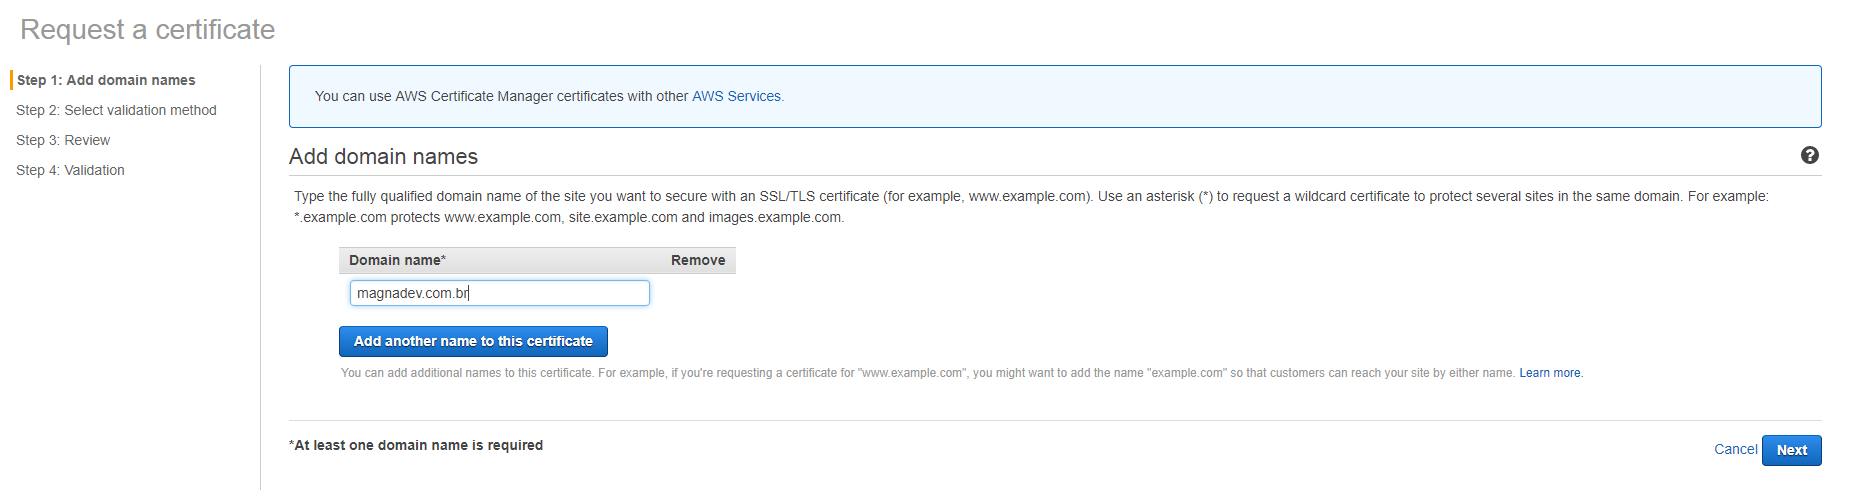 Request a certificate
Step 1: Add domain names
Step 2: Select validation method
Step 3: Review
Step 4: Validation
You can use AWS Certificate Manager certificates with other AWS Services.
Add domain names
?
Type the fully qualified domain name of the site you want to secure with an SSL/TLS certificate (for example, www.example.com). Use an asterisk (*) to request a wildcard certificate to protect several sites in the same domain. For example:
*.example.com protects www.example.com, site.example.com and images.example.com.
Domain name* Remove
magnadev.com.br
Add another name to this certificate
You can add additional names to this certificate. For example, if you're requesting a certificate for "www.example.com", you might want to add the name "example.com" so that customers can reach your site by either name. Learn more.
*At least one domain name is required
Cancel Next